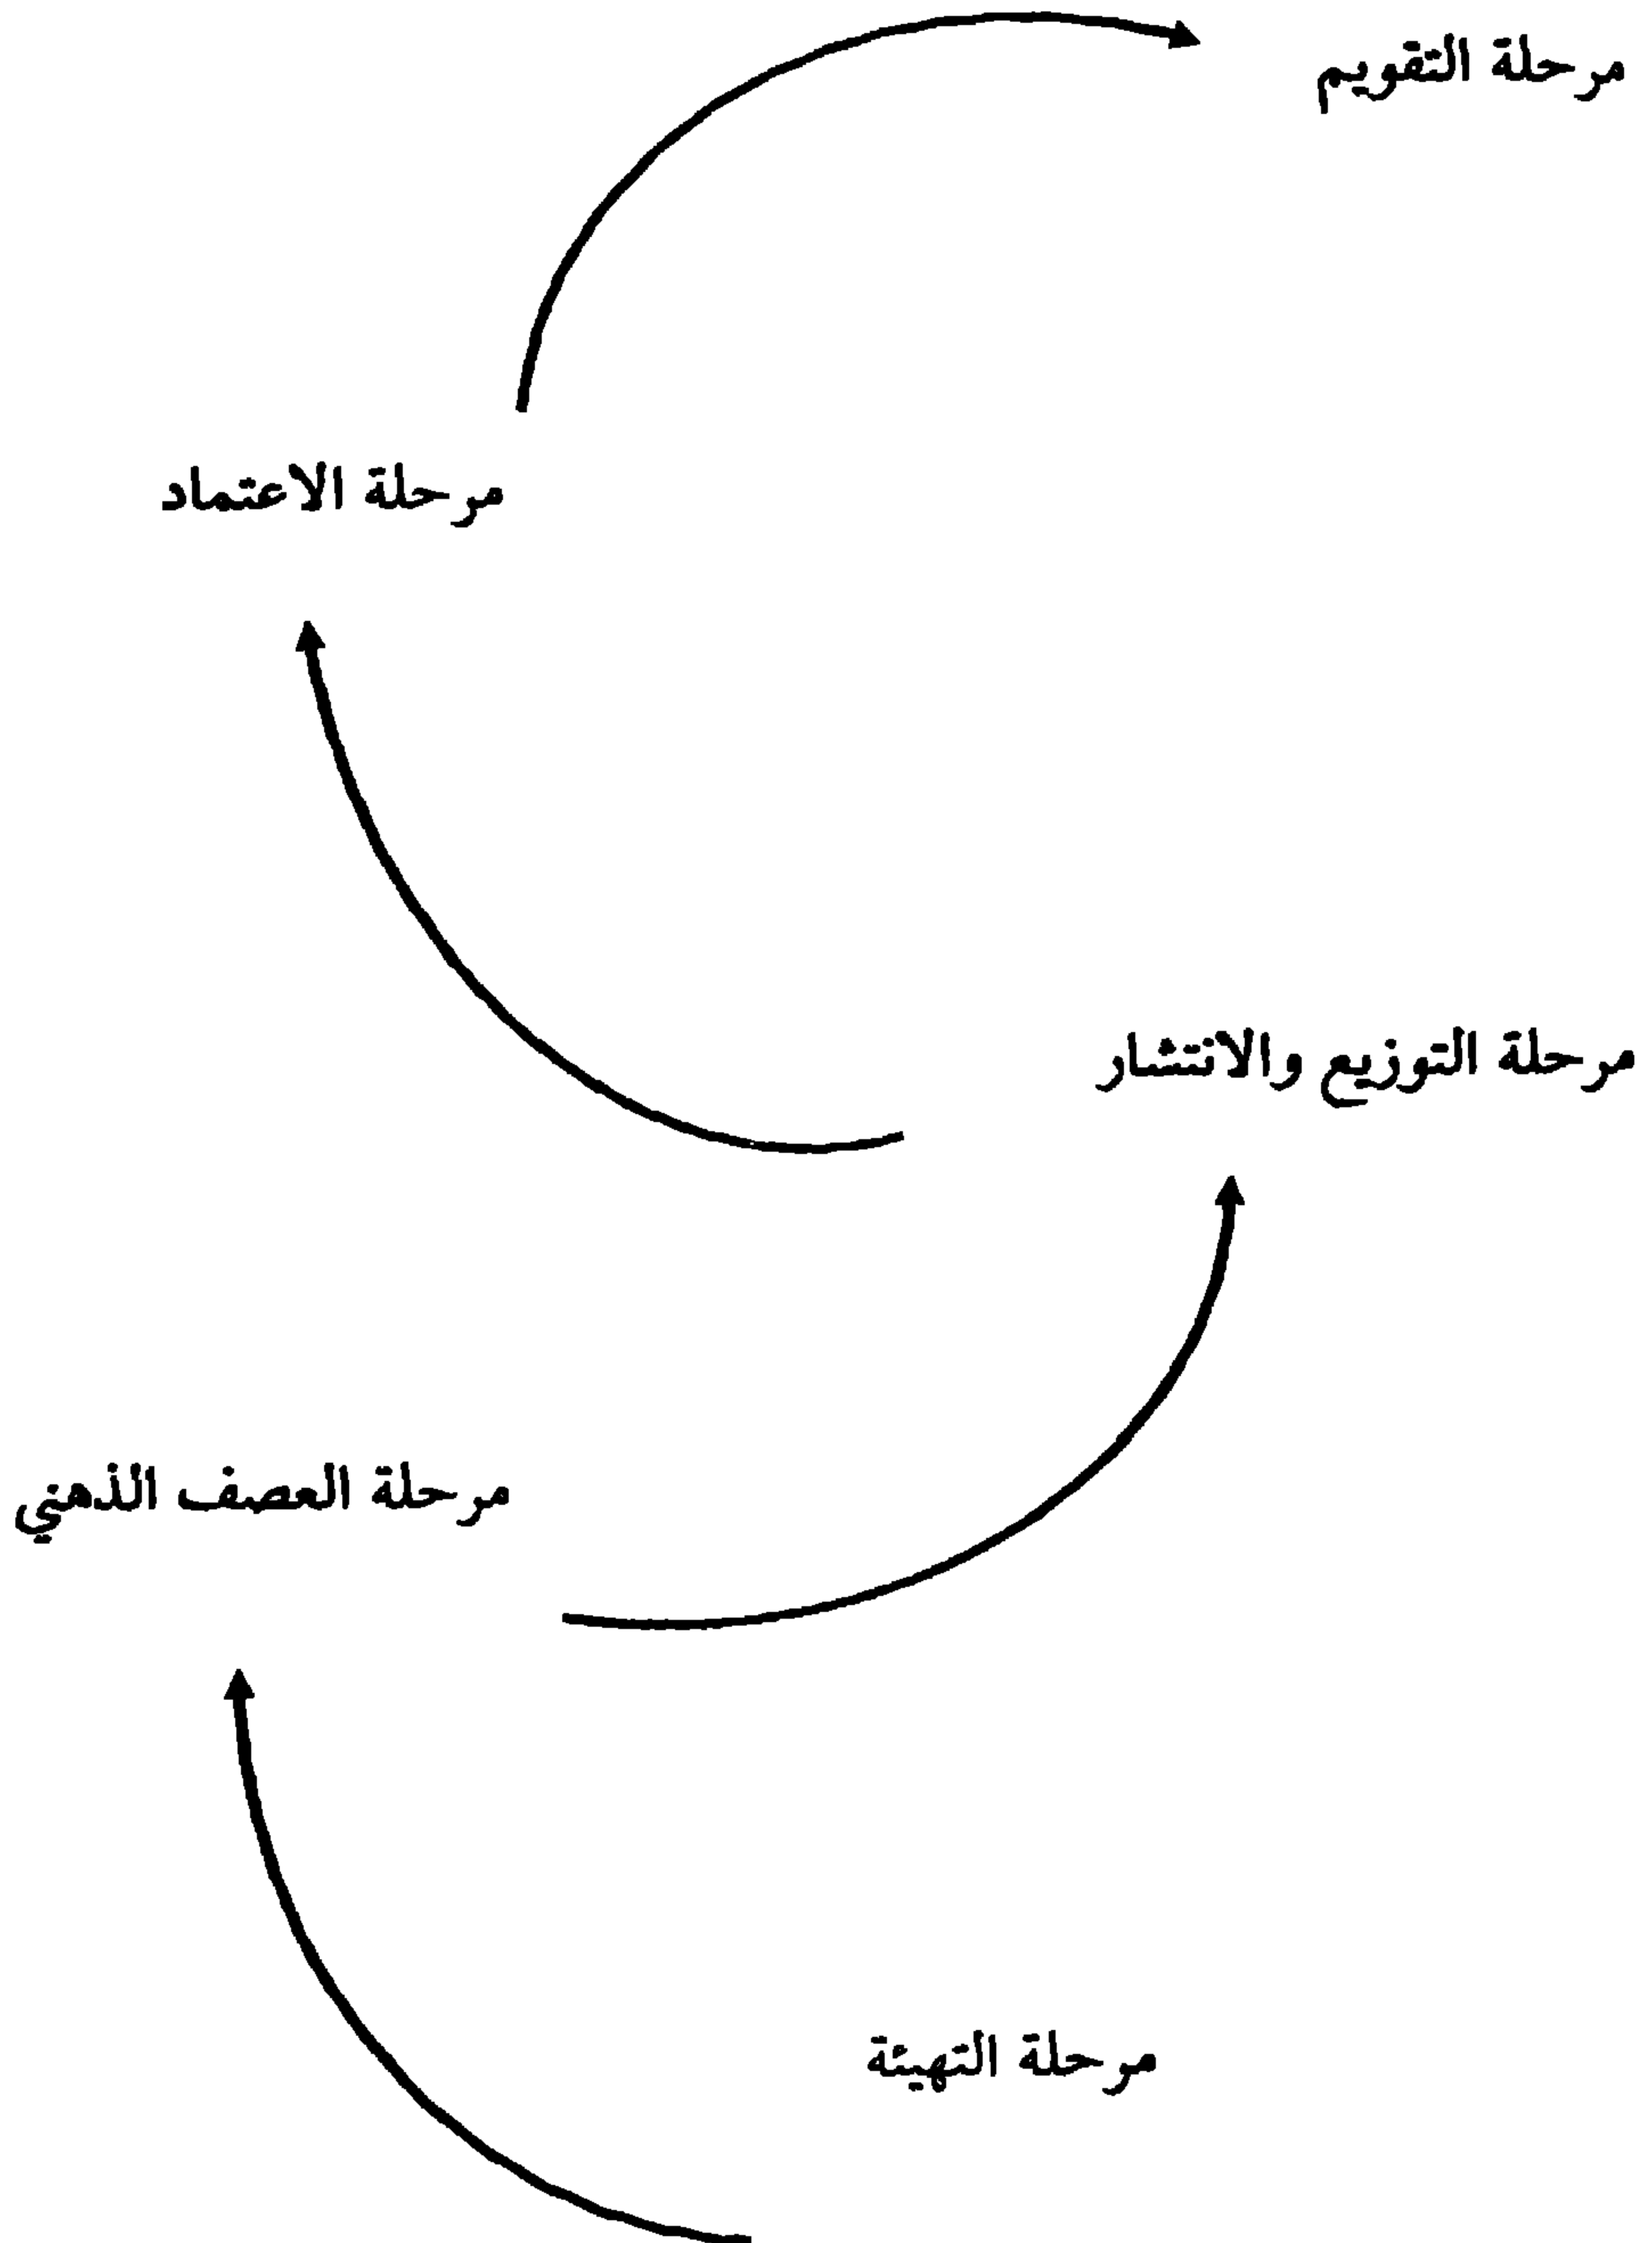 مرحلة التقويم
مرحلة الاعتماد
مرحلة التوزيع والانتشار
مرحلة العصف الذهني
مرحلة التهيئة